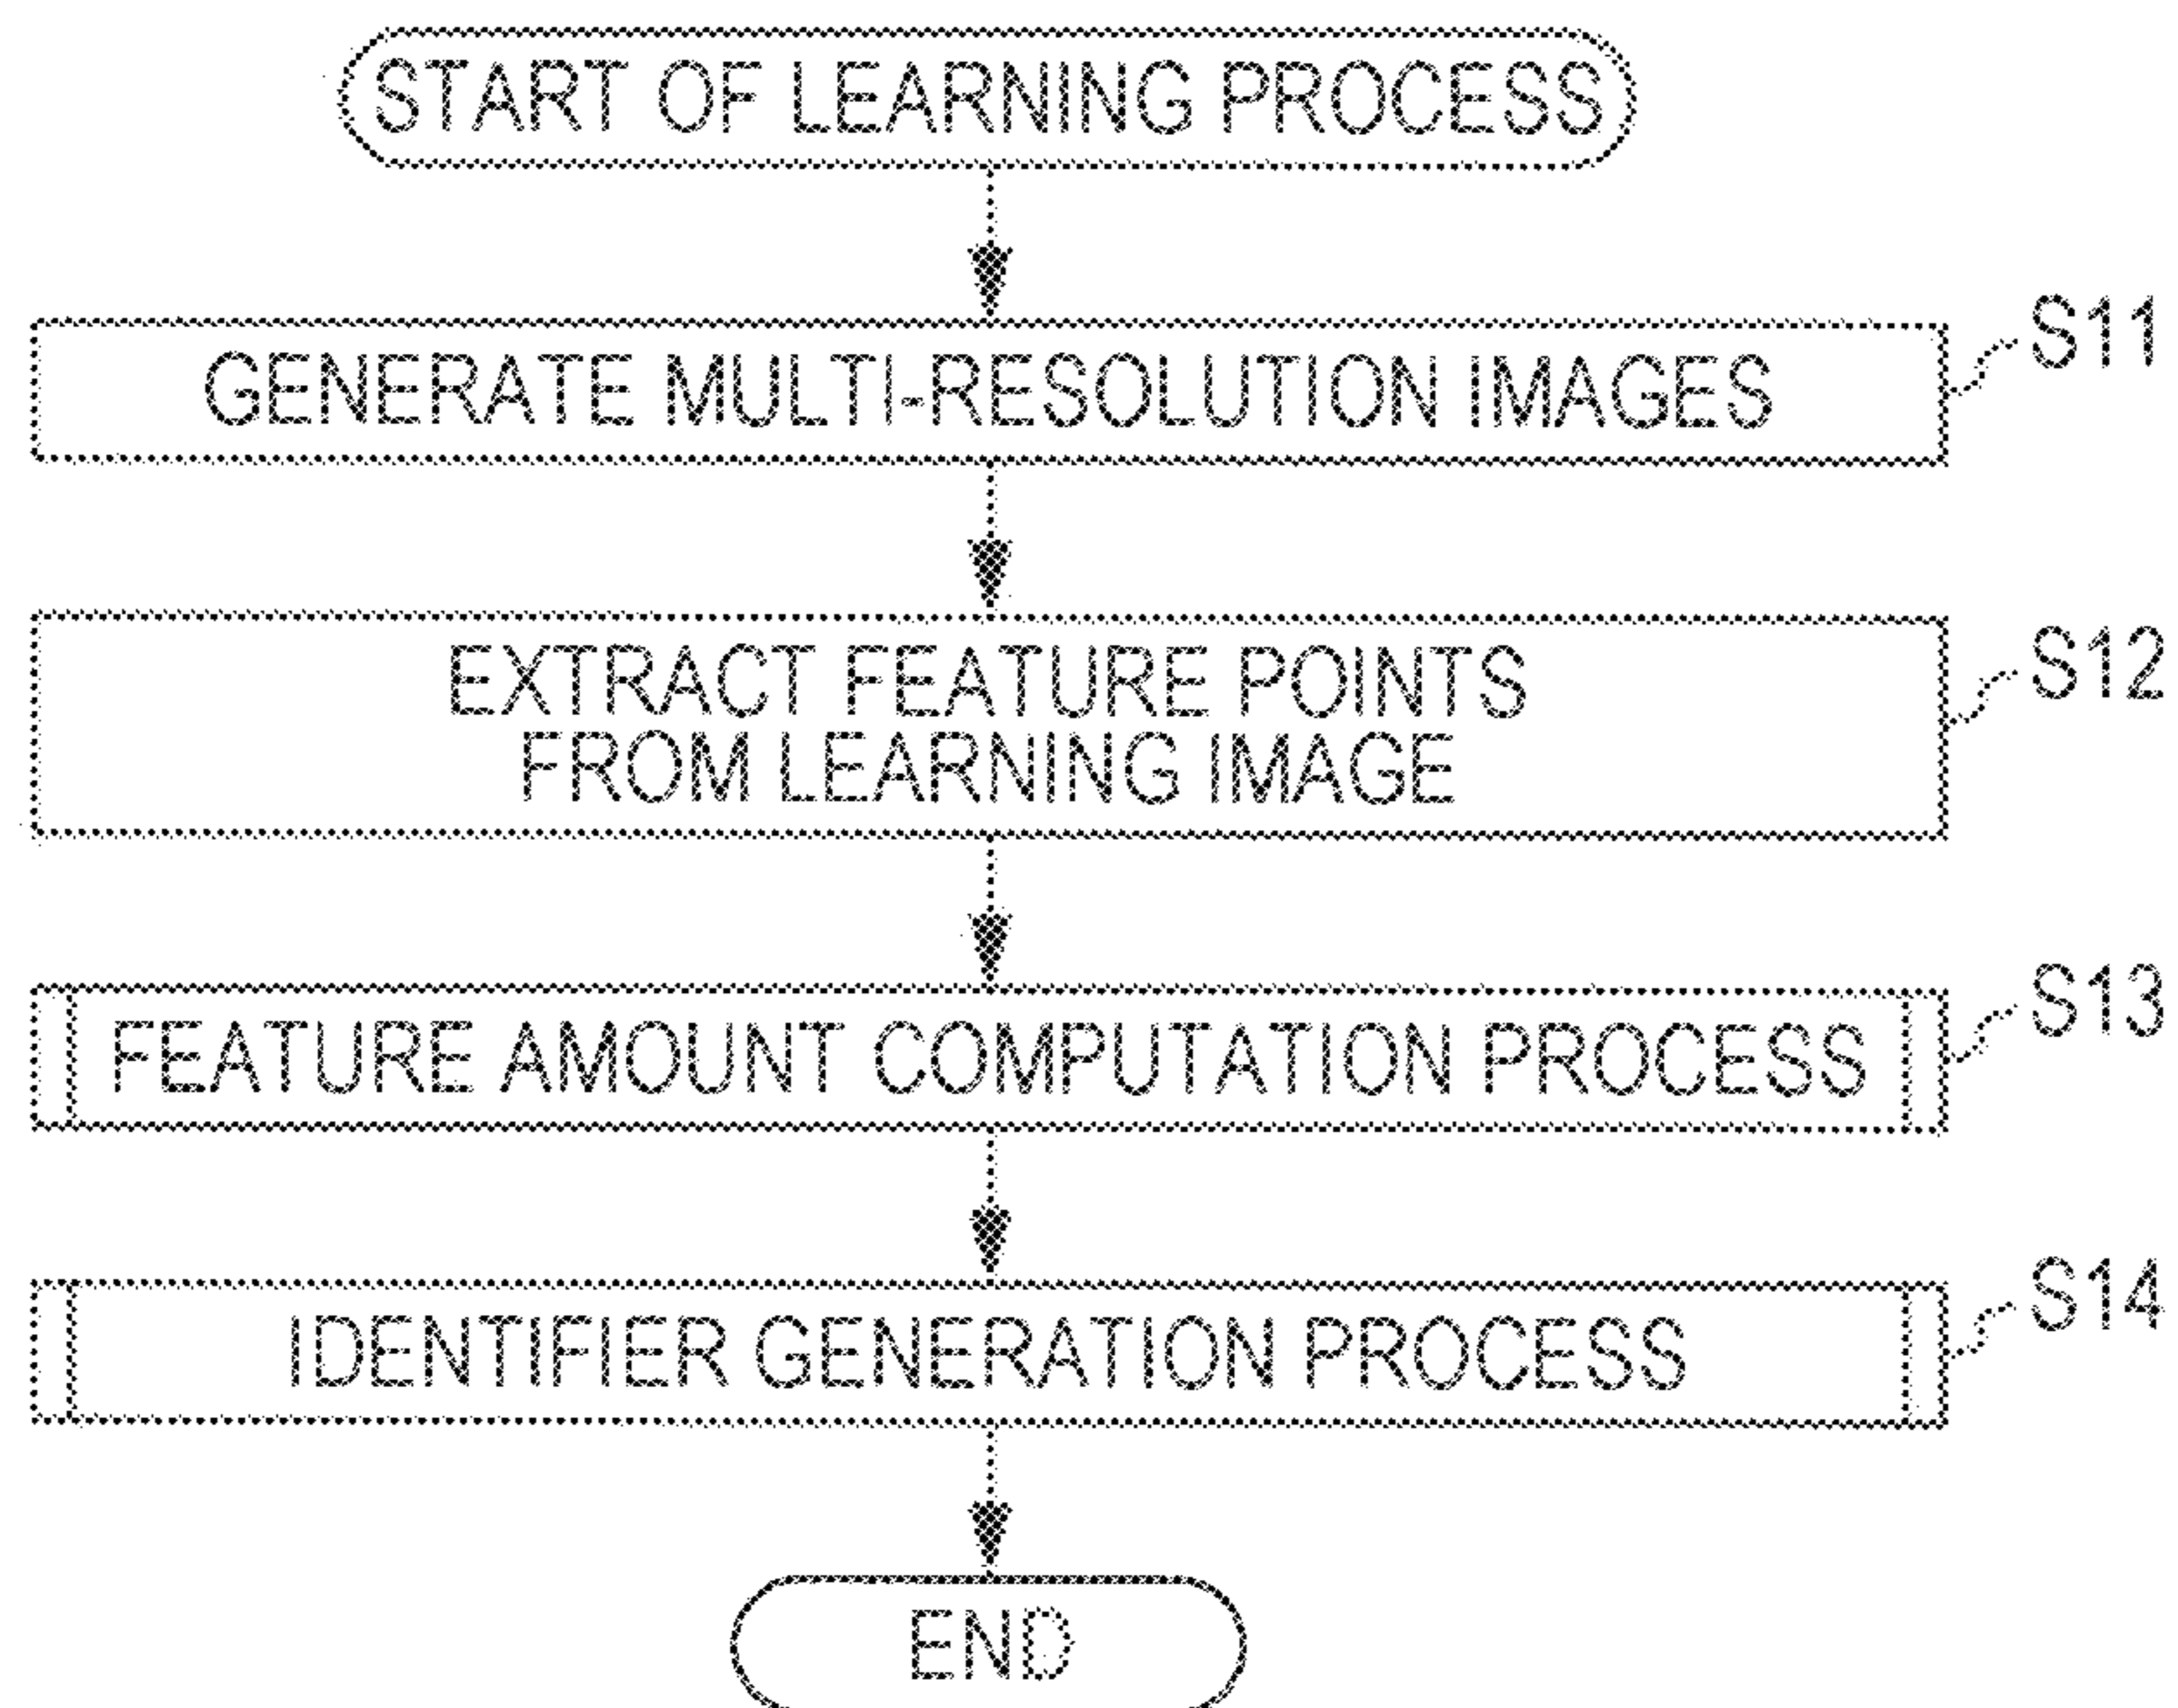 START OF LEARNING PROCESS
GENERATE MULTI-RESOLUTION IMAGES
S11
EXTRACT FEATURE POINTS
FROM LEARNING IMAGE
S12
FEATURE AMOUNT COMPUTATION PROCESS
S13
IDENTIFIER GENERATION PROCESS
S14
END